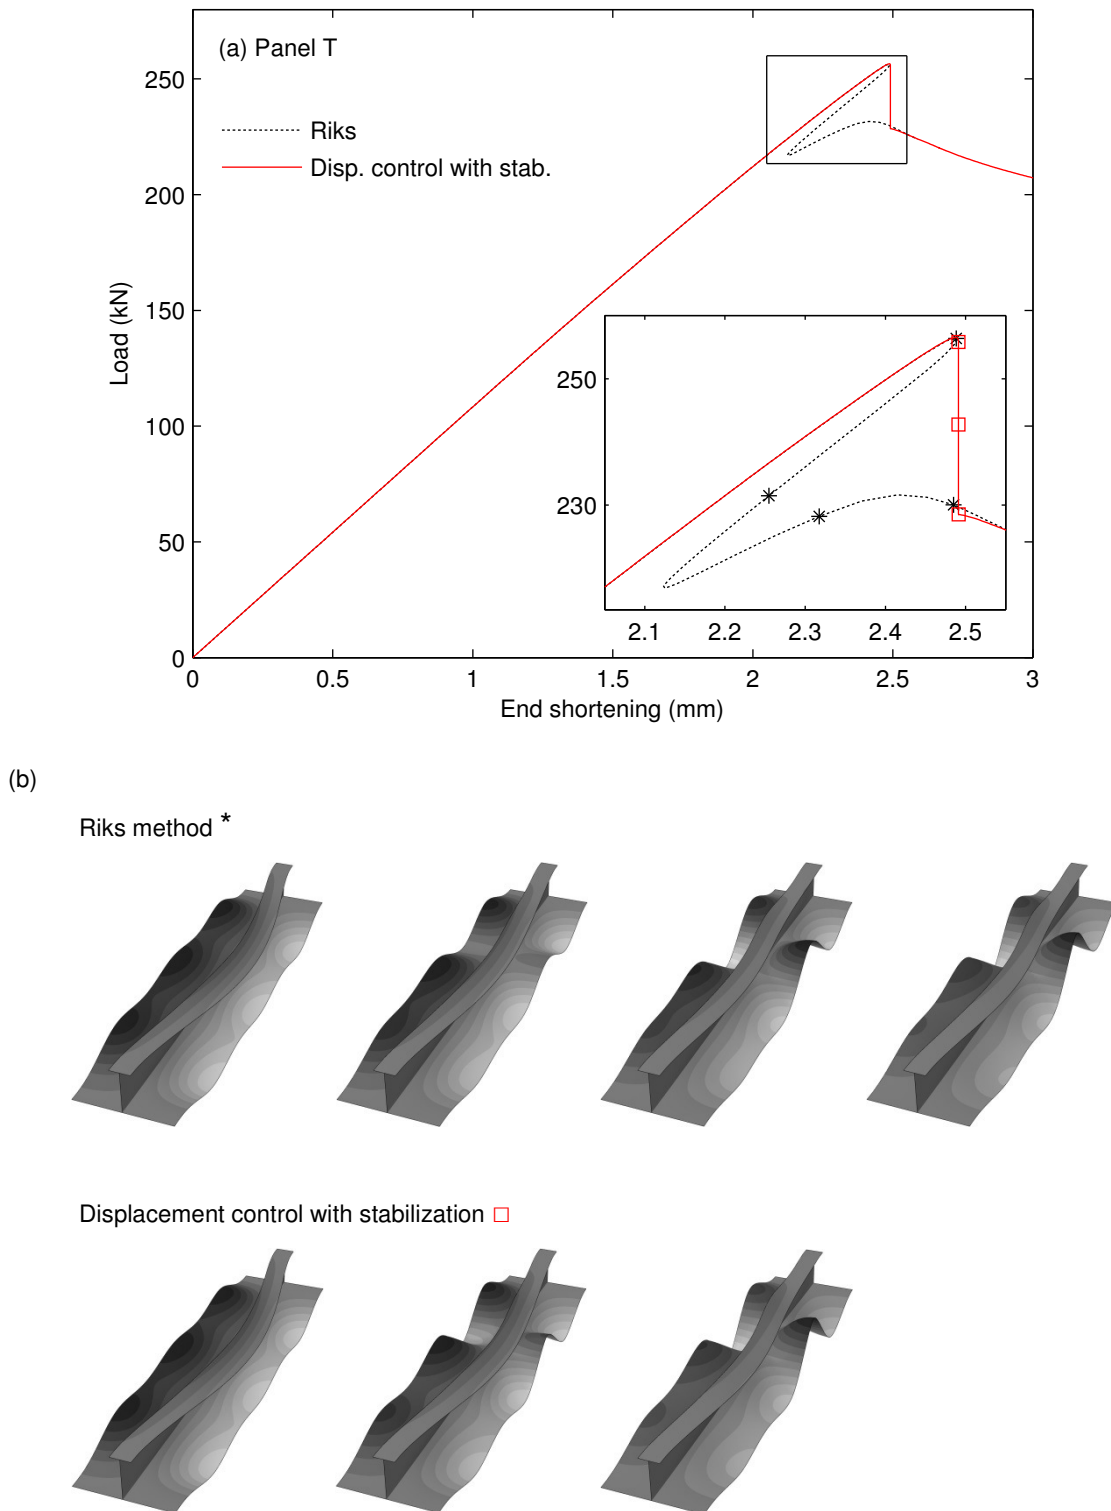 (a) Panel T
Riks
Disp. control with stab.
Load (kN)
250
200
150
100
50
0
250
230
2.1 2.2 2.3 2.4 2.5
0 0.5 1 1.5 2 2.5 3
End shortening (mm)
(b)
Riks method *
Displacement control with stabilization □